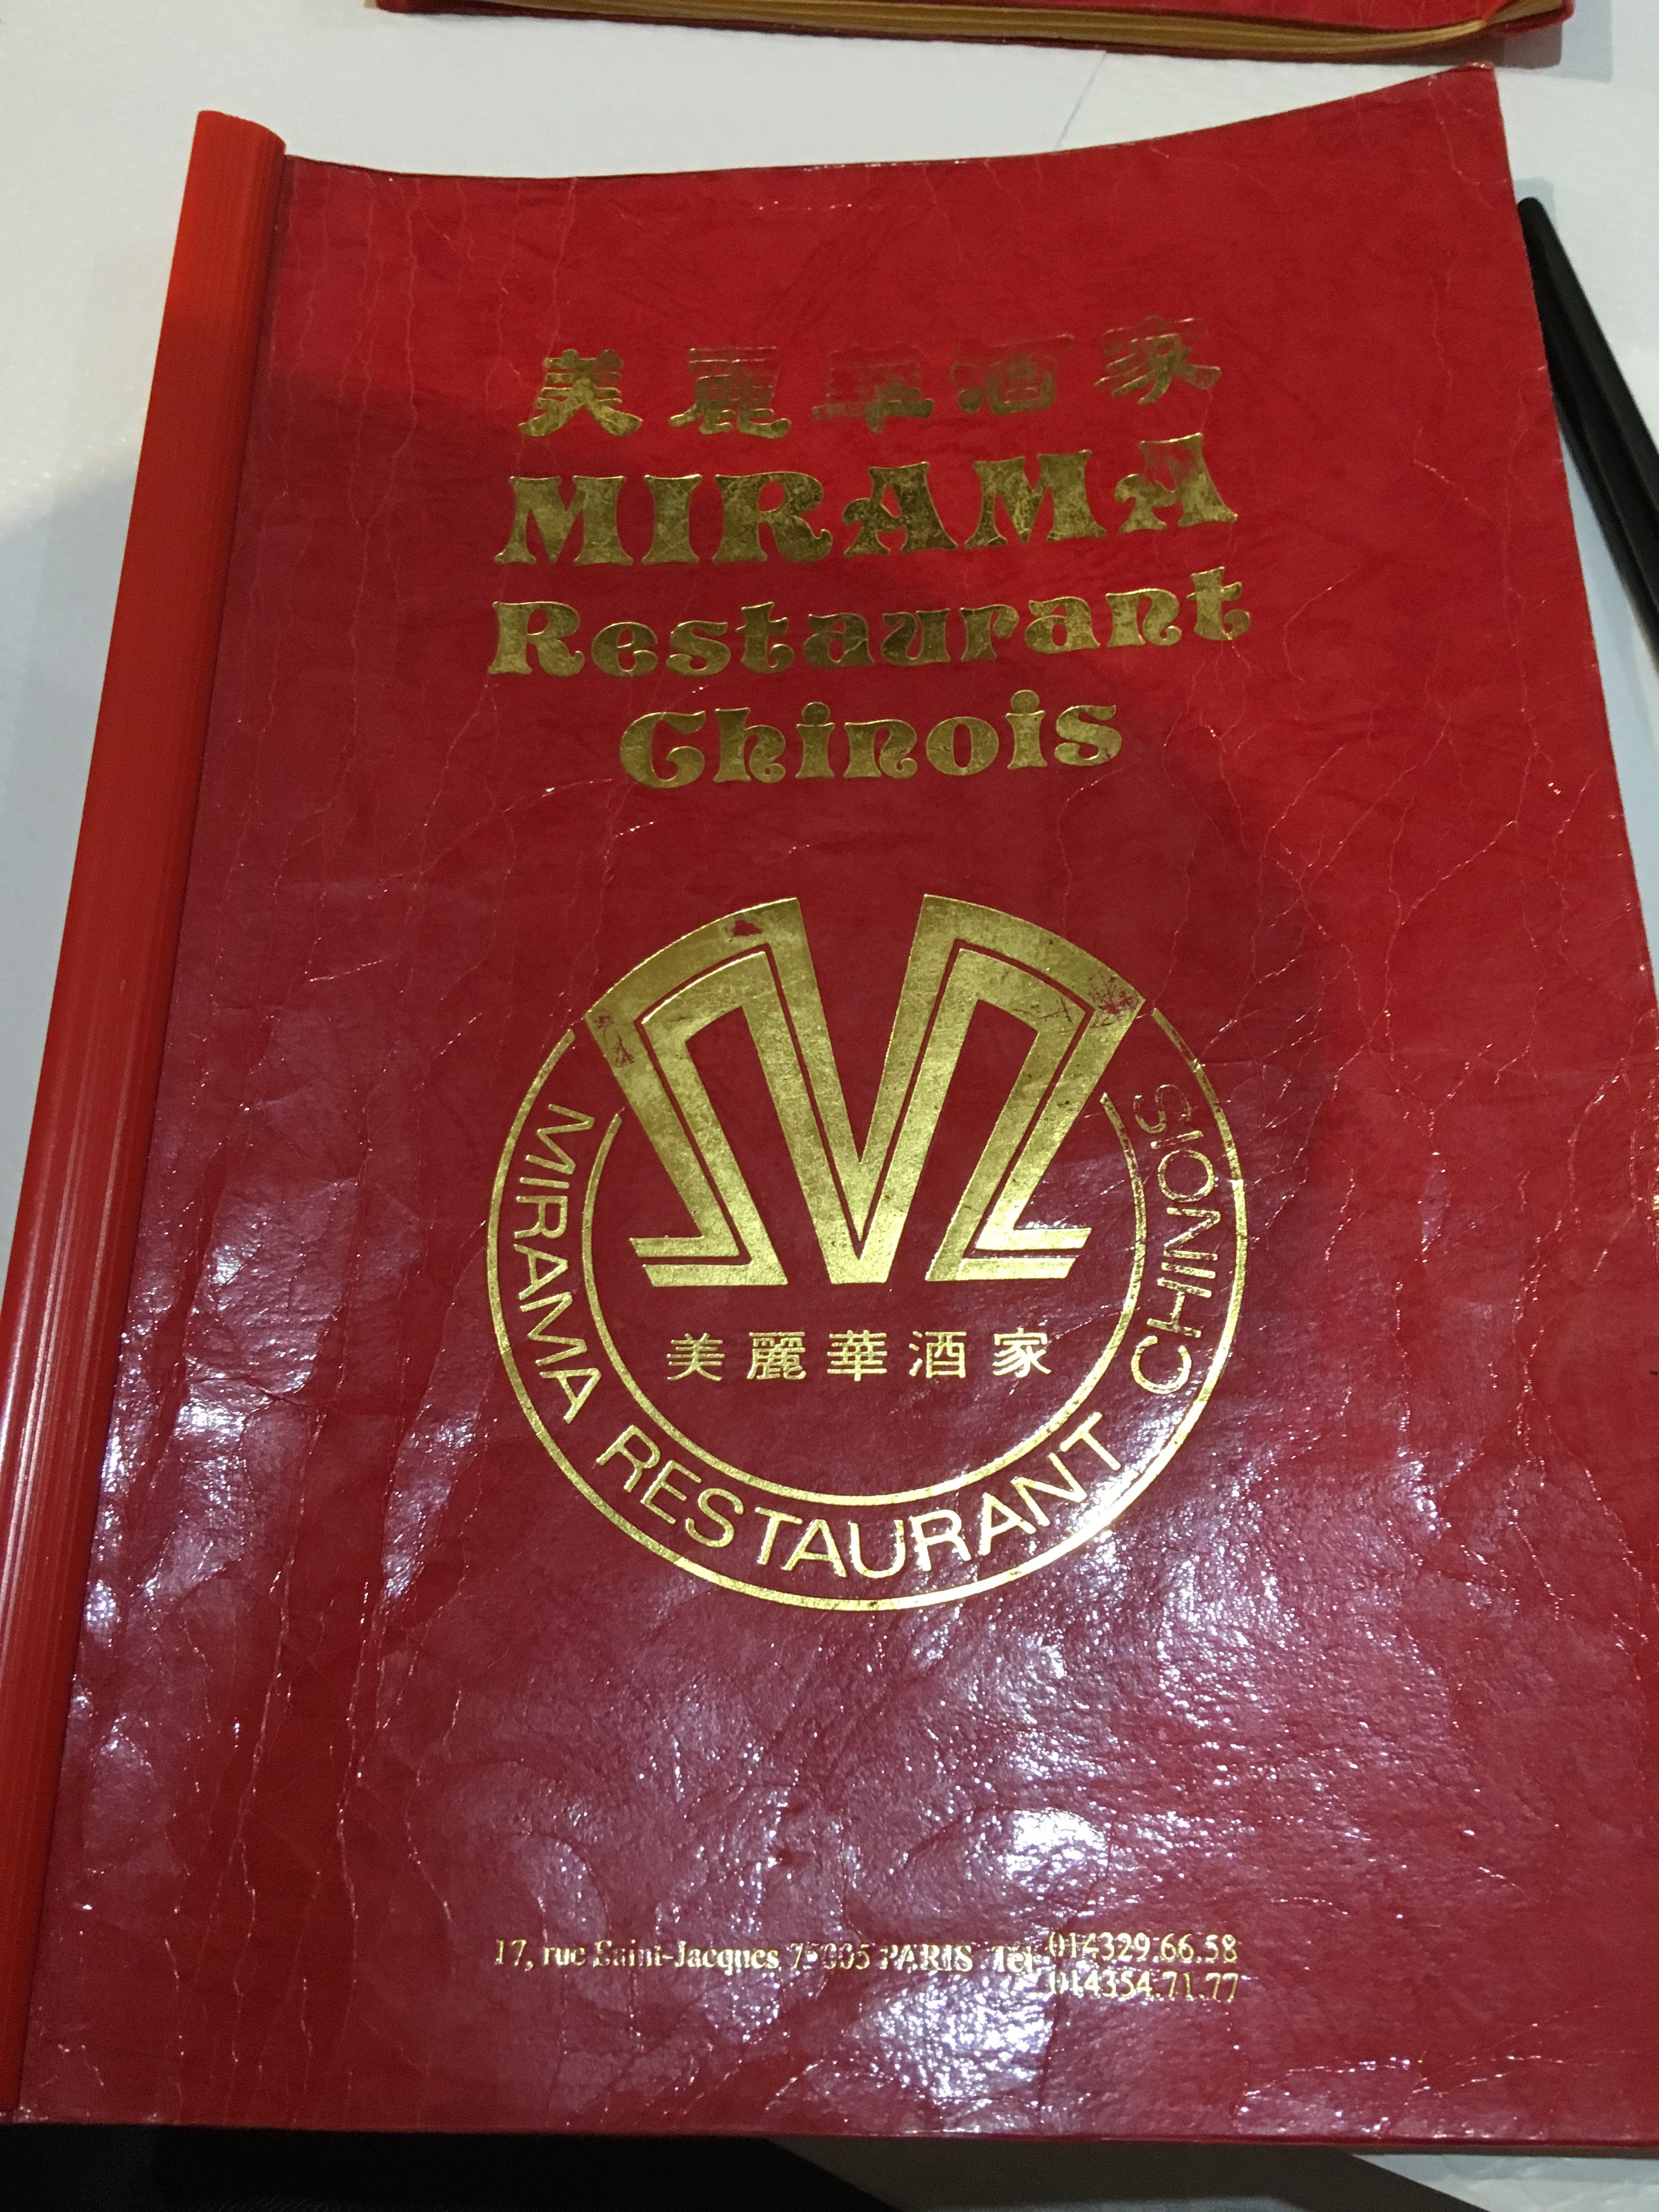 美麗華酒家
MIRAMA
Restaurant
Chinois
美麗華酒家
MIRAMA RESTAURANT CHINOIS
17, rue Saint-Jacques 75005 PARIS Tél: 014329.66.58
014354.71.77